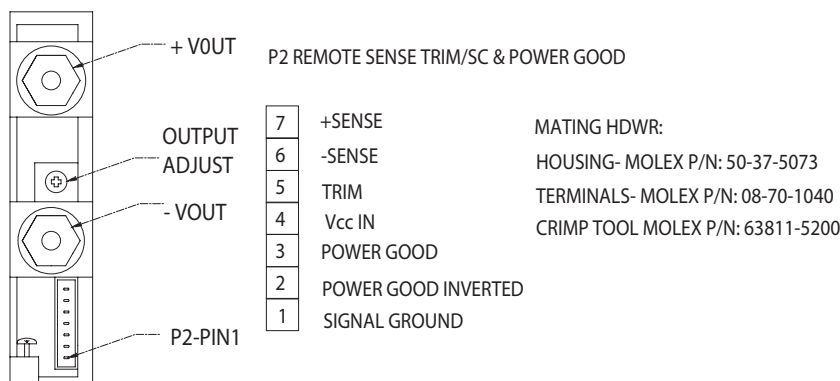 + V0UT
P2 REMOTE SENSE TRIM/SC & POWER GOOD
OUTPUT
ADJUST
- VOUT
P2-PIN1
7 +SENSE
6 -SENSE
5 TRIM
4 Vcc IN
3 POWER GOOD
2 POWER GOOD INVERTED
1 SIGNAL GROUND
MATING HDWR:
HOUSING- MOLEX P/N: 50-37-5073
TERMINALS- MOLEX P/N: 08-70-1040
CRIMP TOOL MOLEX P/N: 63811-5200